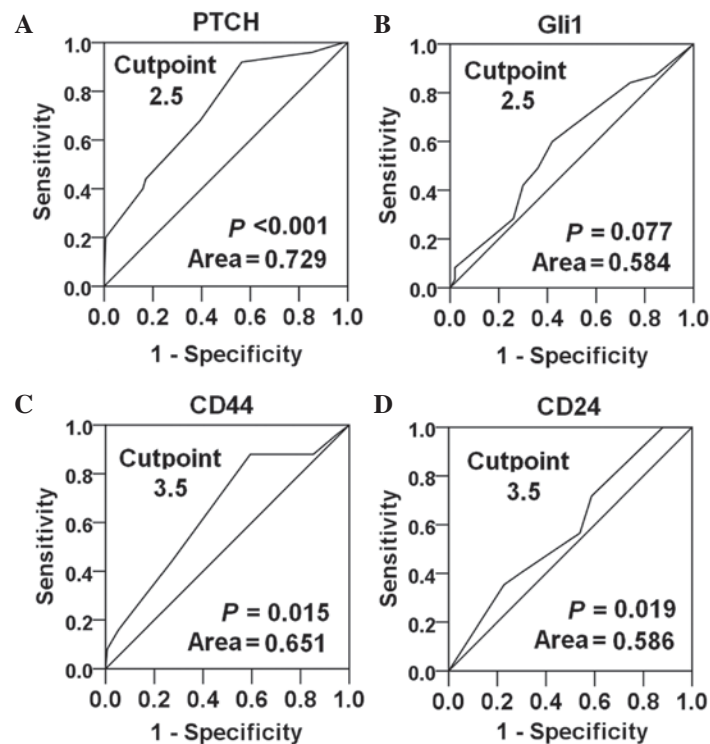 A
PTCH
1.0
0.8
0.6
0.4
0.2
0.0
Sensitivity
Cutpoint
2.5
P <0.001
Area = 0.729
0.0 0.2 0.4 0.6 0.8 1.0
1 - Specificity
B
Gli1
1.0
0.8
0.6
0.4
0.2
0.0
Sensitivity
Cutpoint
2.5
P = 0.077
Area = 0.584
0.0 0.2 0.4 0.6 0.8 1.0
1 - Specificity
C
CD44
1.0
0.8
0.6
0.4
0.2
0.0
Sensitivity
Cutpoint
3.5
P = 0.015
Area = 0.651
0.0 0.2 0.4 0.6 0.8 1.0
1 - Specificity
D
CD24
1.0
0.8
0.6
0.4
0.2
0.0
Sensitivity
Cutpoint
3.5
P = 0.019
Area = 0.586
0.0 0.2 0.4 0.6 0.8 1.0
1 - Specificity